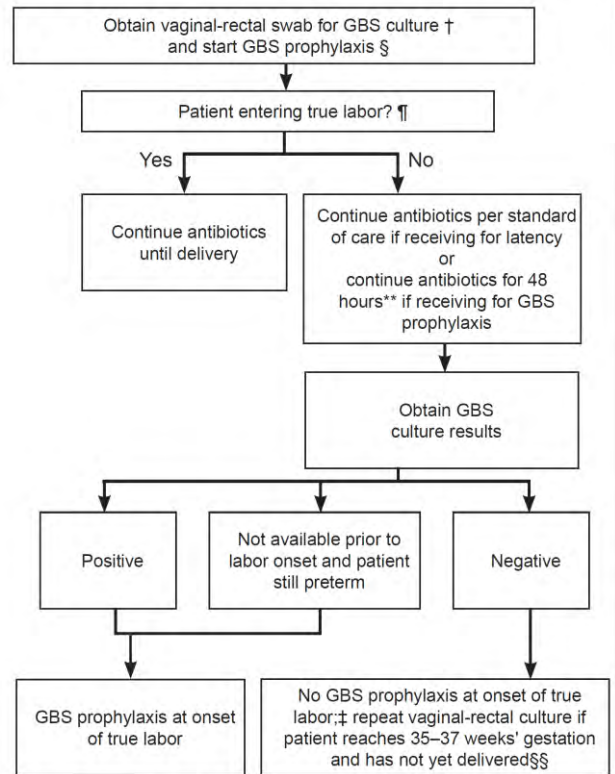 Obtain vaginal-rectal swab for GBS culture †
and start GBS prophylaxis §
Patient entering true labor? ¶
Yes
No
Continue antibiotics
until delivery
Continue antibiotics per standard
of care if receiving for latency
or
continue antibiotics for 48
hours** if receiving for GBS
prophylaxis
Obtain GBS
culture results
Positive
Not available prior to
labor onset and patient
still preterm
Negative
GBS prophylaxis at onset
of true labor
No GBS prophylaxis at onset of true
labor;‡ repeat vaginal-rectal culture if
patient reaches 35–37 weeks' gestation
and has not yet delivered§§